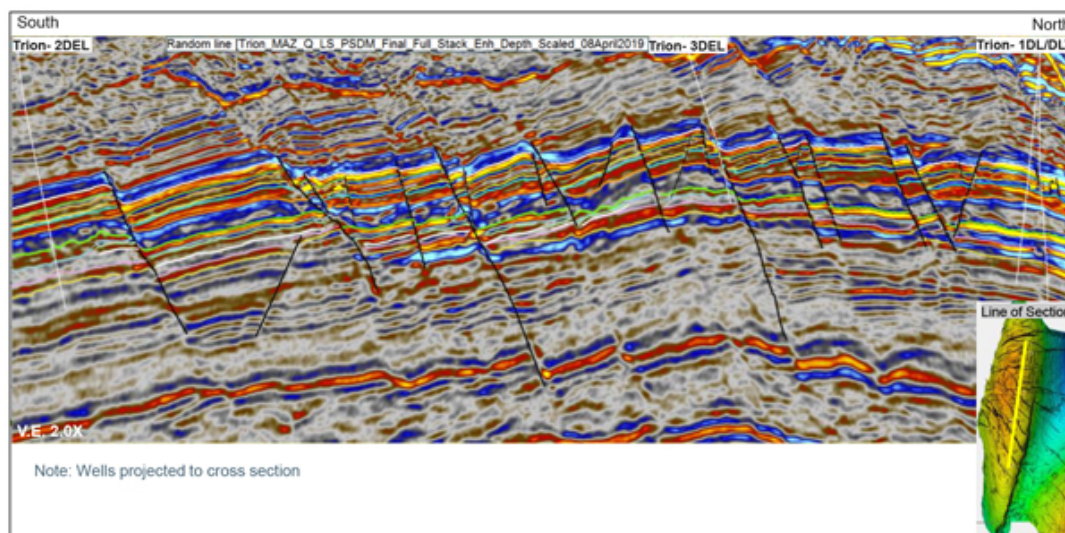 South
North
Trion- 2DEL
Random line [Trion_MAZ_Q_LS_PSDM_Final_Full_Stack_Enh_Depth_Scaled_08April2019
Trion- 3DEL
Trion- 1DL/DL
Line of Section
V.E. 2.0X
Note: Wells projected to cross section